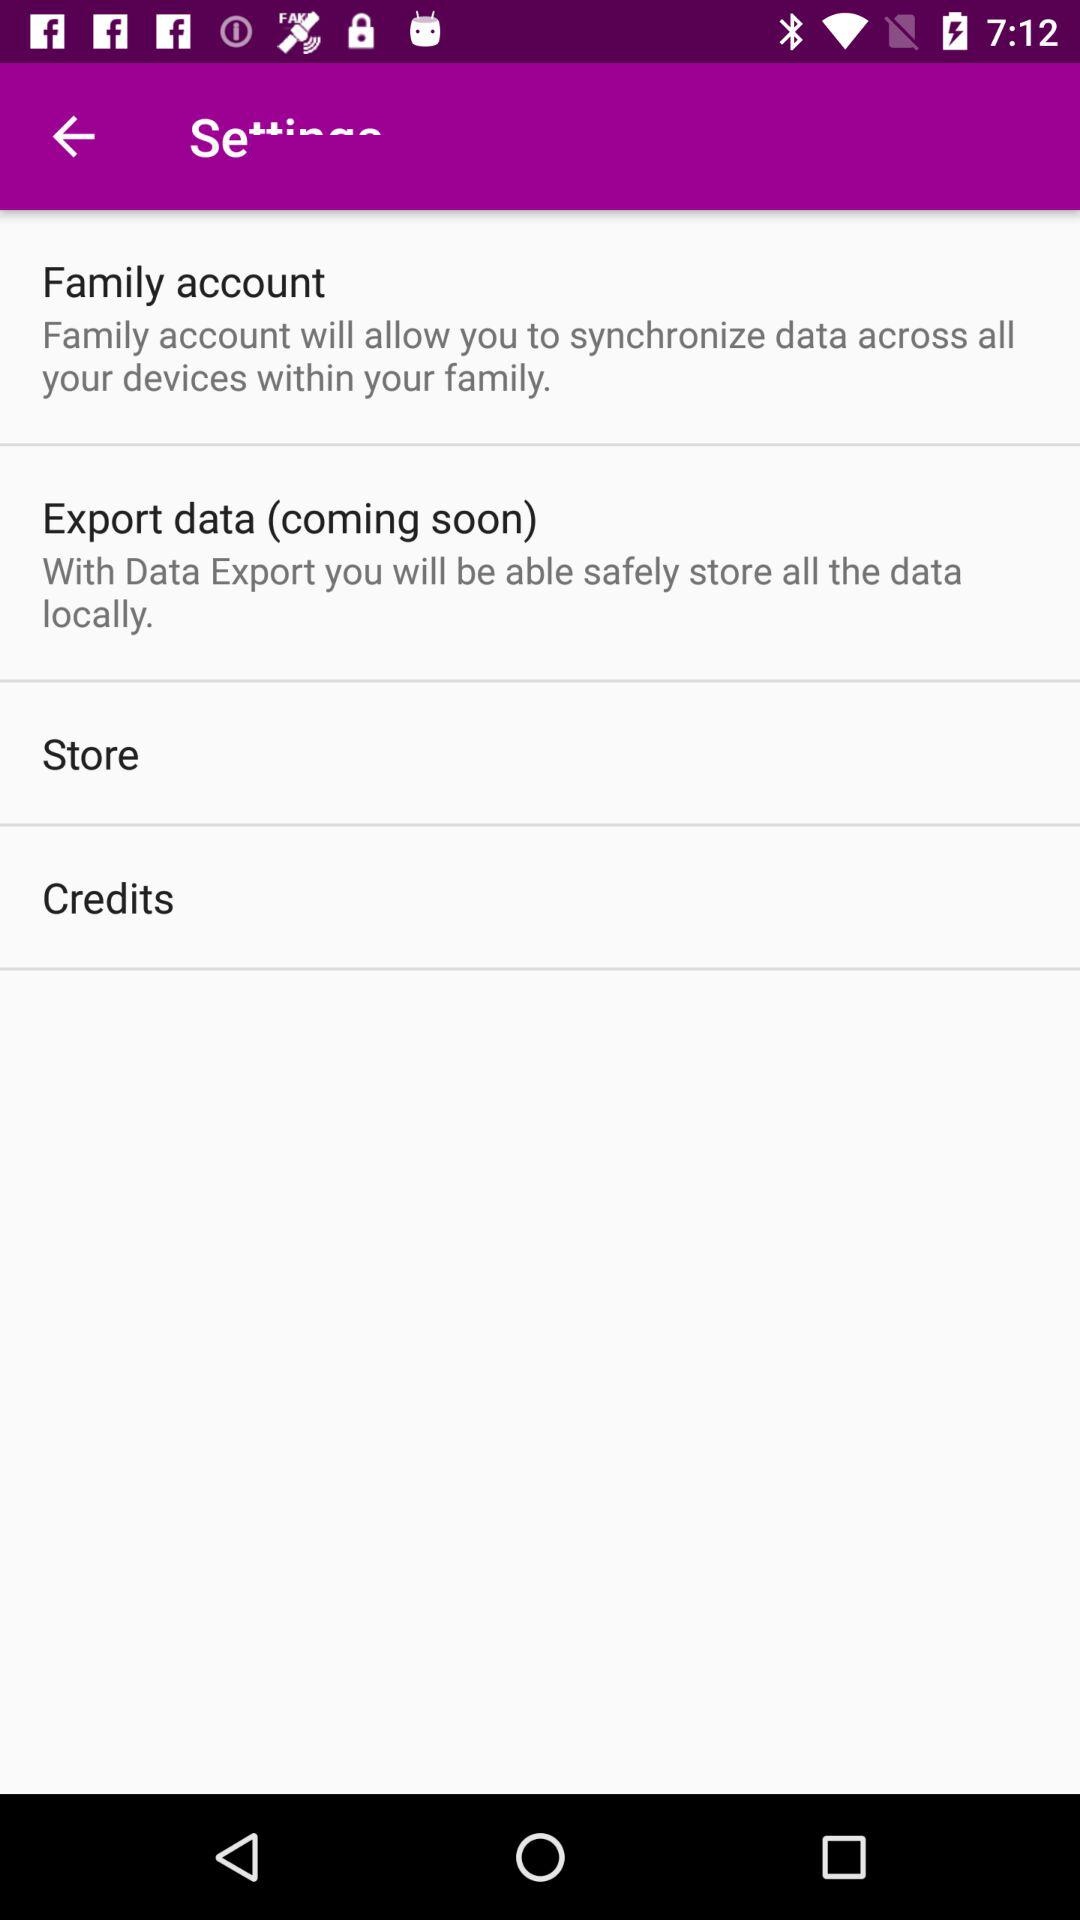 FAKE
7:12
Settings
Family account
Family account will allow you to synchronize data across all
your devices within your family.
Export data (coming soon)
With Data Export you will be able safely store all the data
locally.
Store
Credits